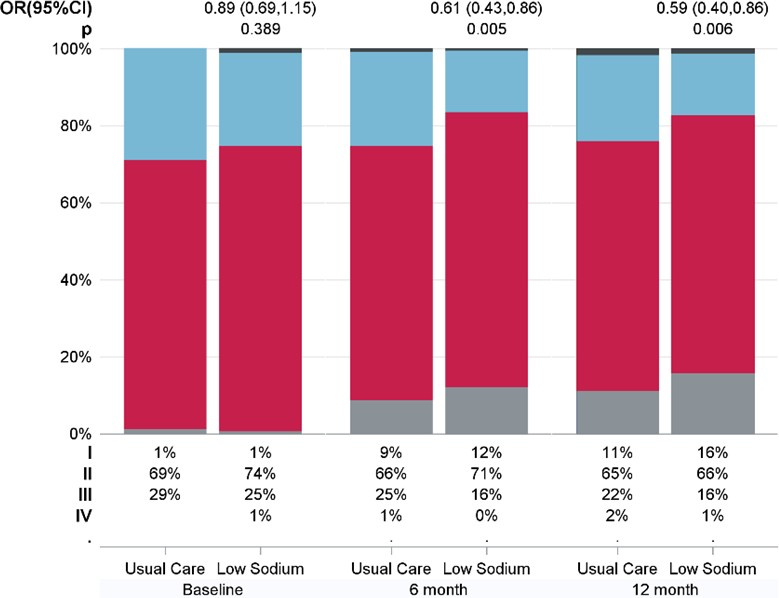 OR(95%CI) 0.89 (0.69,1.15) 0.61 (0.43,0.86) 0.59 (0.40,0.86)
p 0.389 0.005 0.006
100%
80%
60%
40%
20%
0%
I 1% 1% 9% 12% 11% 16%
II 69% 74% 66% 71% 65% 66%
III 29% 25% 25% 16% 22% 16%
IV 1% 1% 0% 2% 1%
. . . . .
Usual Care Low Sodium Usual Care Low Sodium Usual Care Low Sodium
Baseline 6 month 12 month